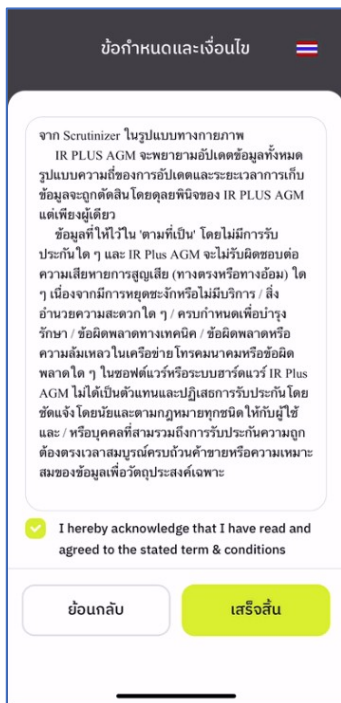 ข้อกำหนดและเงื่อนไข
จาก Scrutinizer ในรูปแบบทางกายภาพ
IR PLUS AGM จะพยายามอัปเดตข้อมูลทั้งหมด
รูปแบบความถี่ของการอัปเดตและระยะเวลาการเก็บ
ข้อมูลจะถูกตัดสินโดยดุลยพินิจของ IR PLUS AGM
แต่เพียงผู้เดียว
ข้อมูลที่ให้ไว้ใน 'ตามที่เป็น' โดยไม่มีการรับ
ประกันใด ๆ และ IR Plus AGM จะไม่รับผิดชอบต่อ
ความเสียหายการสูญเสีย (ทางตรงหรือทางอ้อม) ใด
ๆ เนื่องจากมีการหยุดชะงักหรือไม่มีบริการ / สิ่ง
อำนวยความสะดวกใด ๆ / ครบกำหนดเพื่อบำรุง
รักษา / ข้อผิดพลาดทางเทคนิค / ข้อผิดพลาดหรือ
ความล้มเหลวในเครือข่ายโทรคมนาคมหรือข้อผิด
พลาดใด ๆ ในซอฟต์แวร์หรือระบบฮาร์ดแวร์ IR Plus
AGM ไม่ได้เป็นตัวแทนและปฏิเสธการรับประกันโดย
ชัดแจ้งโดยนัยและตามกฎหมายทุกชนิดให้กับผู้ใช้
และ / หรือบุคคลที่สามรวมถึงการรับประกันความถูก
ต้องตรงเวลาสมบูรณ์ครบถ้วนค้าขายหรือความเหมาะ
สมของข้อมูลเพื่อวัตถุประสงค์เฉพาะ
I hereby acknowledge that I have read and
agreed to the stated term & conditions
ย้อนกลับ
เสร็จสิ้น